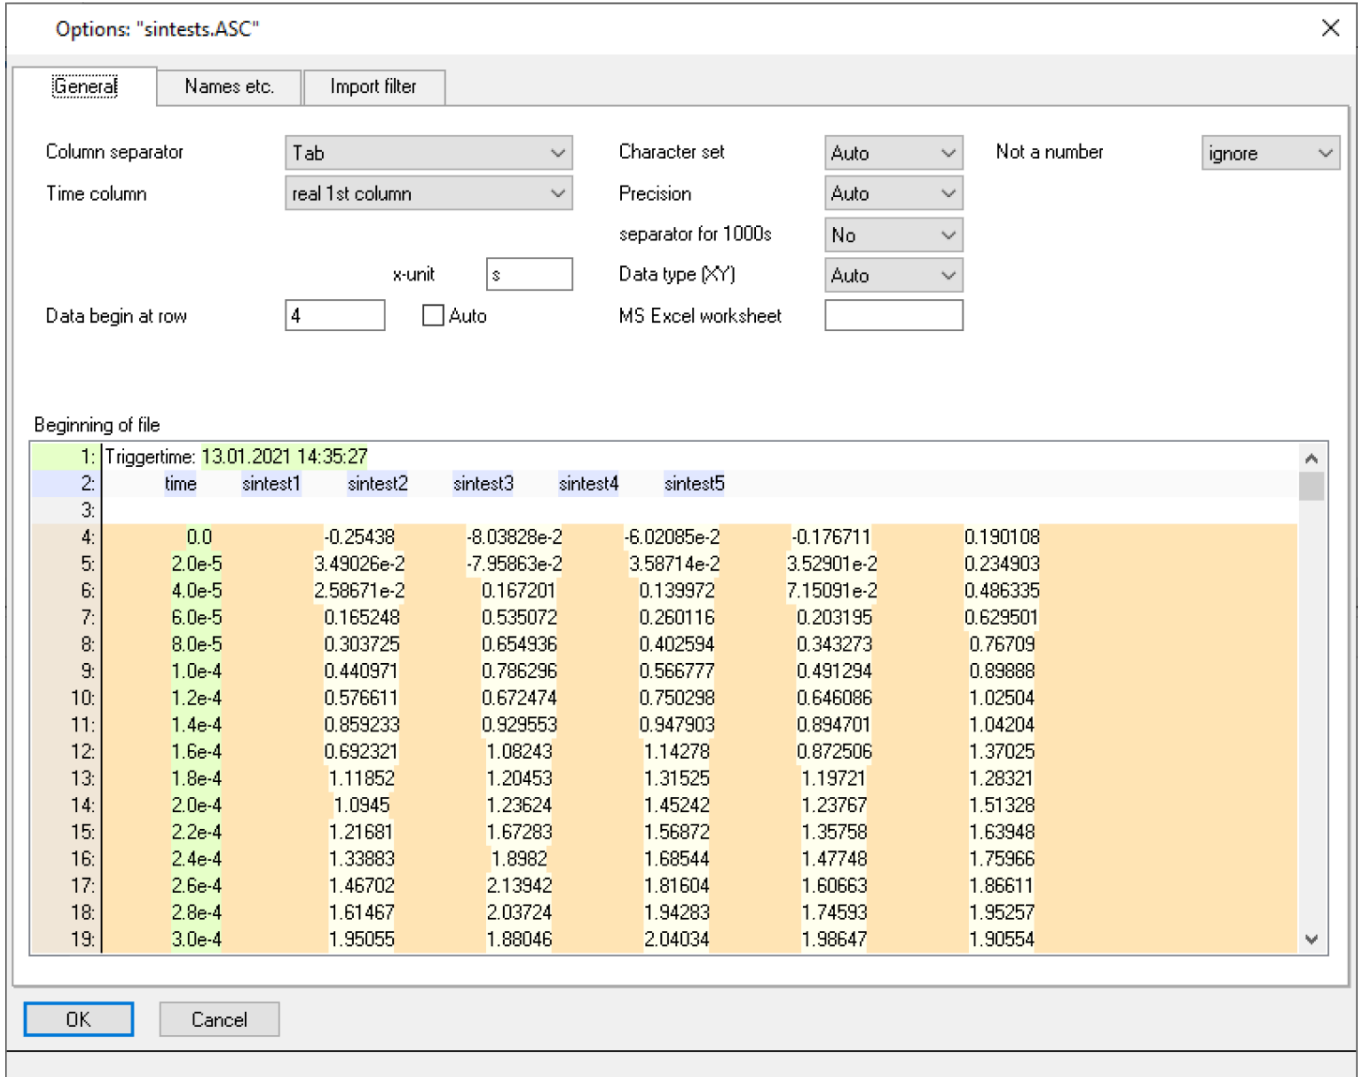 Options: "sintests.ASC"
General Names etc. Import filter
Column separator Tab Character set Auto Not a number ignore
Time column real 1st column Precision Auto
separator for 1000s No
x-unit s Data type (XY) Auto
Data begin at row 4 Auto MS Excel worksheet
Beginning of file
1: Triggertime: 13.01.2021 14:35:27
2: time sintest1 sintest2 sintest3 sintest4 sintest5
3:
4: 0.0 -0.25438 -8.03828e-2 -6.02085e-2 -0.176711 0.190108
5: 2.0e-5 3.49026e-2 -7.95863e-2 3.58714e-2 3.52901e-2 0.234903
6: 4.0e-5 2.58671e-2 0.167201 0.139972 7.15091e-2 0.486335
7: 6.0e-5 0.165248 0.535072 0.260116 0.203195 0.629501
8: 8.0e-5 0.303725 0.654936 0.402594 0.343273 0.76709
9: 1.0e-4 0.440971 0.786296 0.566777 0.491294 0.89888
10: 1.2e-4 0.576611 0.672474 0.750298 0.646086 1.02504
11: 1.4e-4 0.859233 0.929553 0.947903 0.894701 1.04204
12: 1.6e-4 0.692321 1.08243 1.14278 0.872506 1.37025
13: 1.8e-4 1.11852 1.20453 1.31525 1.19721 1.28321
14: 2.0e-4 1.0945 1.23624 1.45242 1.23767 1.51328
15: 2.2e-4 1.21681 1.67283 1.56872 1.35758 1.63948
16: 2.4e-4 1.33883 1.8982 1.68544 1.47748 1.75966
17: 2.6e-4 1.46702 2.13942 1.81604 1.60663 1.86611
18: 2.8e-4 1.61467 2.03724 1.94283 1.74593 1.95257
19: 3.0e-4 1.95055 1.88046 2.04034 1.98647 1.90554
OK Cancel